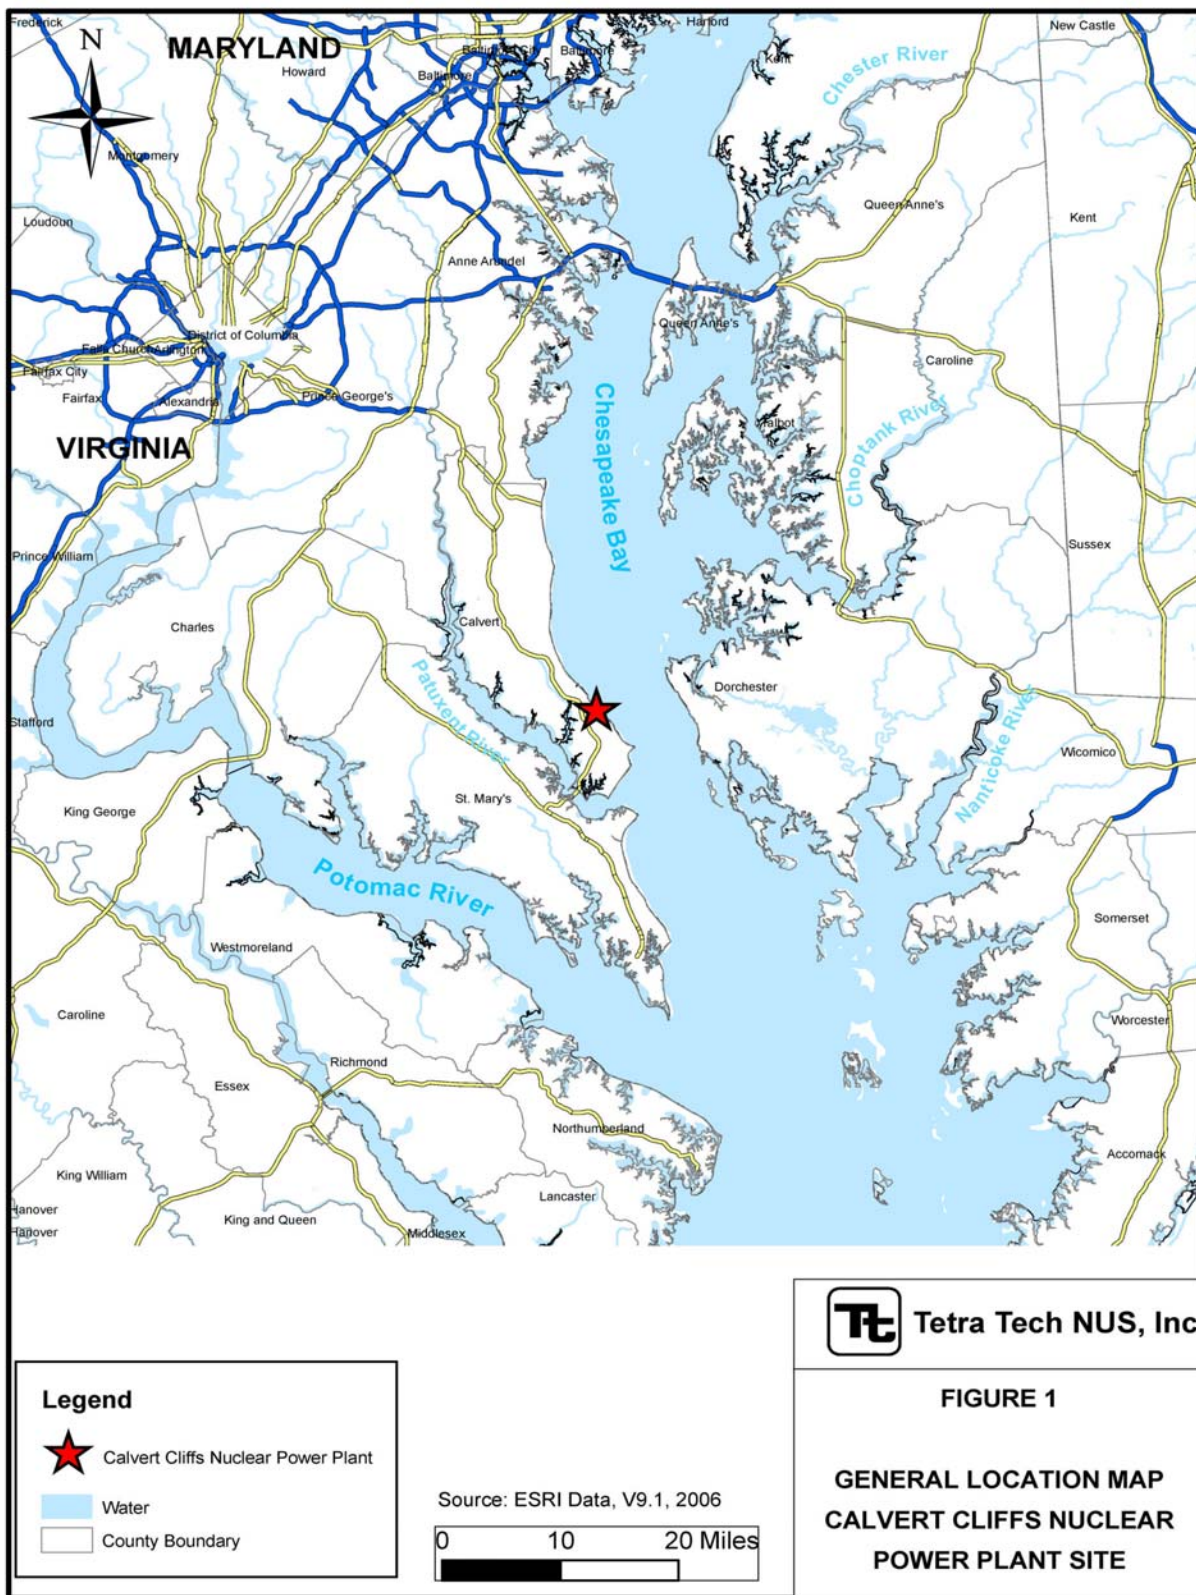 Frederick
Harford
New Castle
N
MARYLAND
Howard
Baltimore City
Baltimore
Baltimore
Kent
Chester River
Montgomery
Loudoun
Queen Anne's
Kent
Anne Arundel
Queen Anne's
District of Columbia
Falls Church
Arlington
Fairfax City
Fairfax
Alexandria
Prince George's
Caroline
Chesapeake Bay
Talbot
Choptank River
VIRGINIA
Prince William
Sussex
Charles
Calvert
Patuxent River
Dorchester
Stafford
Nanticoke River
Wicomico
King George
St. Mary's
Potomac River
Somerset
Westmoreland
Caroline
Worcester
Richmond
Essex
Northumberland
Accomack
King William
Lancaster
Hanover
King and Queen
Hanover
Middlesex
Tt Tetra Tech NUS, Inc
FIGURE 1
GENERAL LOCATION MAP
CALVERT CLIFFS NUCLEAR
POWER PLANT SITE
Legend
Calvert Cliffs Nuclear Power Plant
Water
County Boundary
Source: ESRI Data, V9.1, 2006
0 10 20 Miles